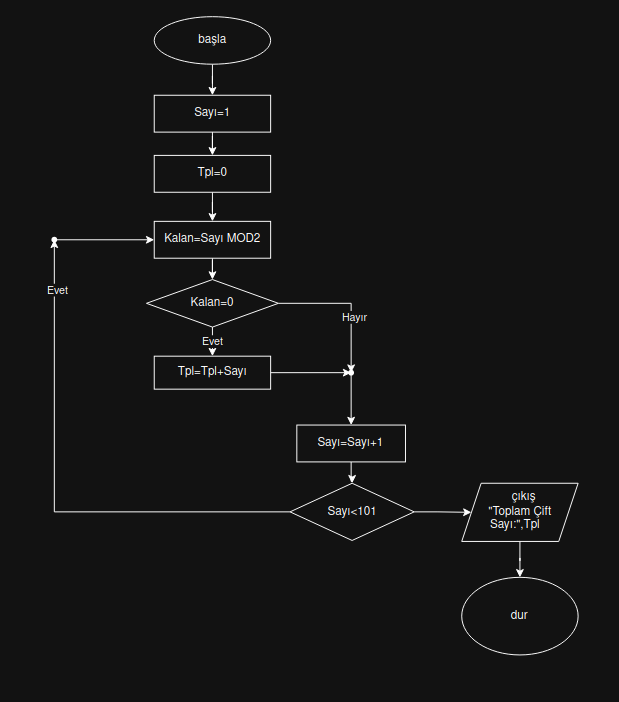 başla
Sayı=1
Tpl=0
Kalan=Sayı MOD2
Kalan=0
Hayır
Evet
Evet
Tpl=Tpl+Sayı
Sayı=Sayı+1
Sayı<101
çıkış
"Toplam Çift
Sayı:",Tpl
dur